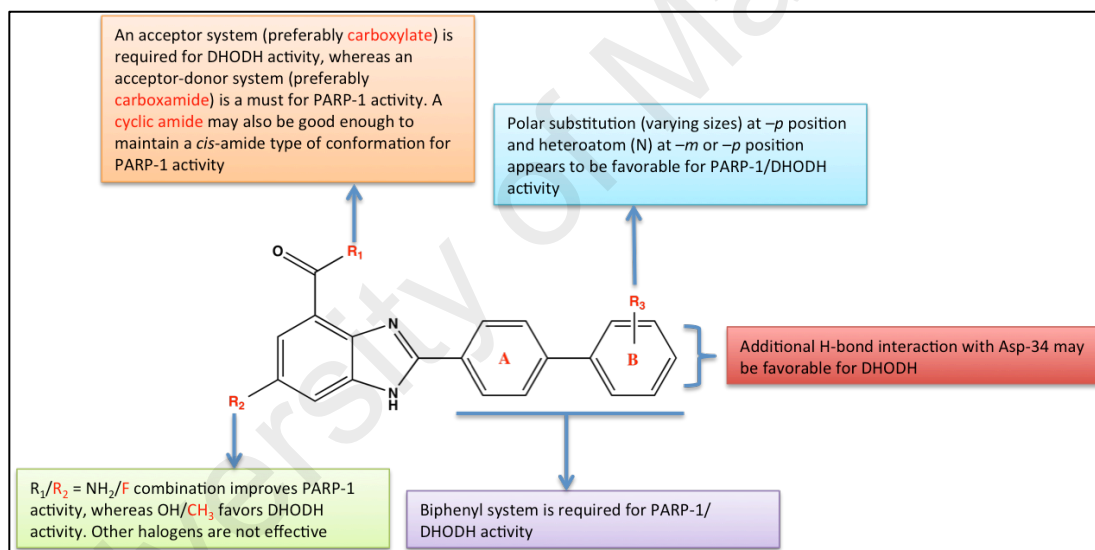 An acceptor system (preferably carboxylate) is
required for DHODH activity, whereas an
acceptor-donor system (preferably
carboxamide) is a must for PARP-1 activity. A
cyclic amide may also be good enough to
maintain a cis-amide type of conformation for
PARP-1 activity
Polar substitution (varying sizes) at –p position
and heteroatom (N) at –m or –p position
appears to be favorable for PARP-1/DHODH
activity
O
R1
N
N
H
A
B
R3
R2
Additional H-bond interaction with Asp-34 may
be favorable for DHODH
R1/R2 = NH2/F combination improves PARP-1
activity, whereas OH/CH3 favors DHODH
activity. Other halogens are not effective
Biphenyl system is required for PARP-1/
DHODH activity
University of Ma